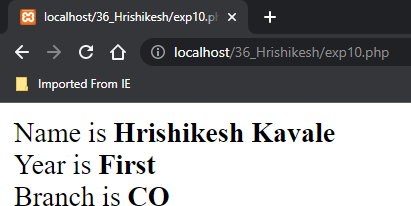 localhost/36_Hrishikesh/exp10.ph
localhost/36_Hrishikesh/exp10.php
Imported From IE
Name is Hrishikesh Kavale
Year is First
Branch is CO